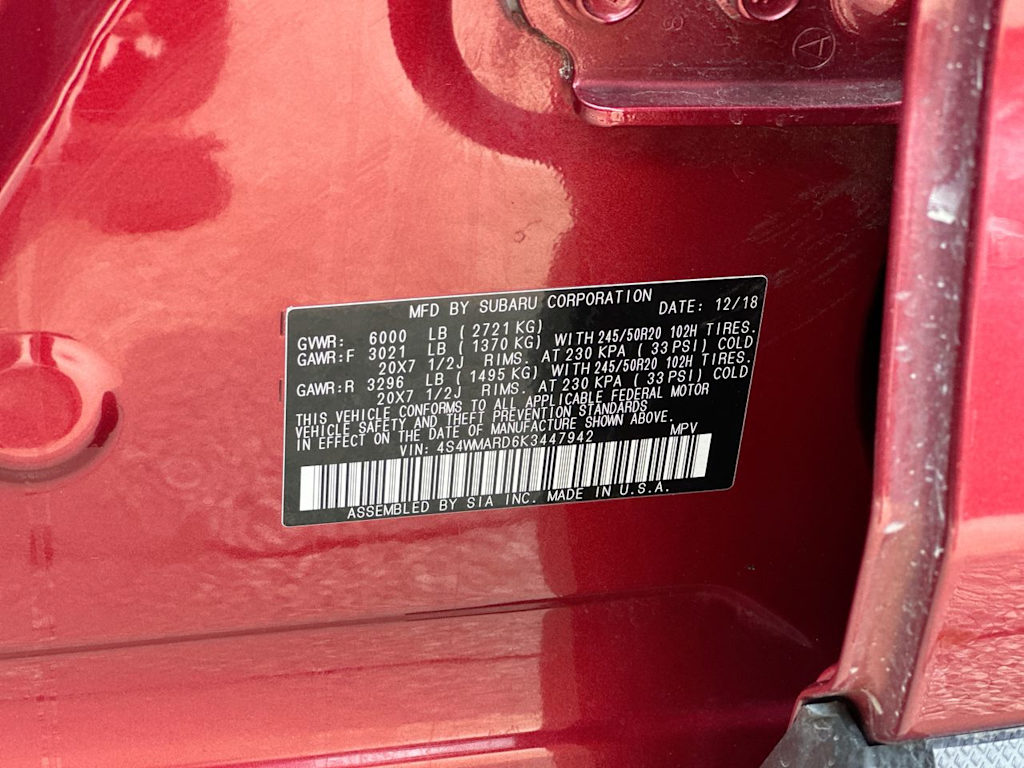 A
MFD BY SUBARU CORPORATION DATE: 12/18
GVWR: 6000 LB ( 2721 KG)
GAWR:F 3021 LB ( 1370 KG) WITH 245/50R20 102H TIRES.
20X7 1/2J RIMS. AT 230 KPA ( 33 PSI) COLD
GAWR:R 3296 LB ( 1495 KG) WITH 245/50R20 102H TIRES.
20X7 1/2J RIMS. AT 230 KPA ( 33 PSI) COLD
THIS VEHICLE CONFORMS TO ALL APPLICABLE FEDERAL MOTOR
VEHICLE SAFETY AND THEFT PREVENTION STANDARDS
IN EFFECT ON THE DATE OF MANUFACTURE SHOWN ABOVE.
VIN: 4S4WMARD6K3447942 MPV
ASSEMBLED BY SIA INC. MADE IN U.S.A.